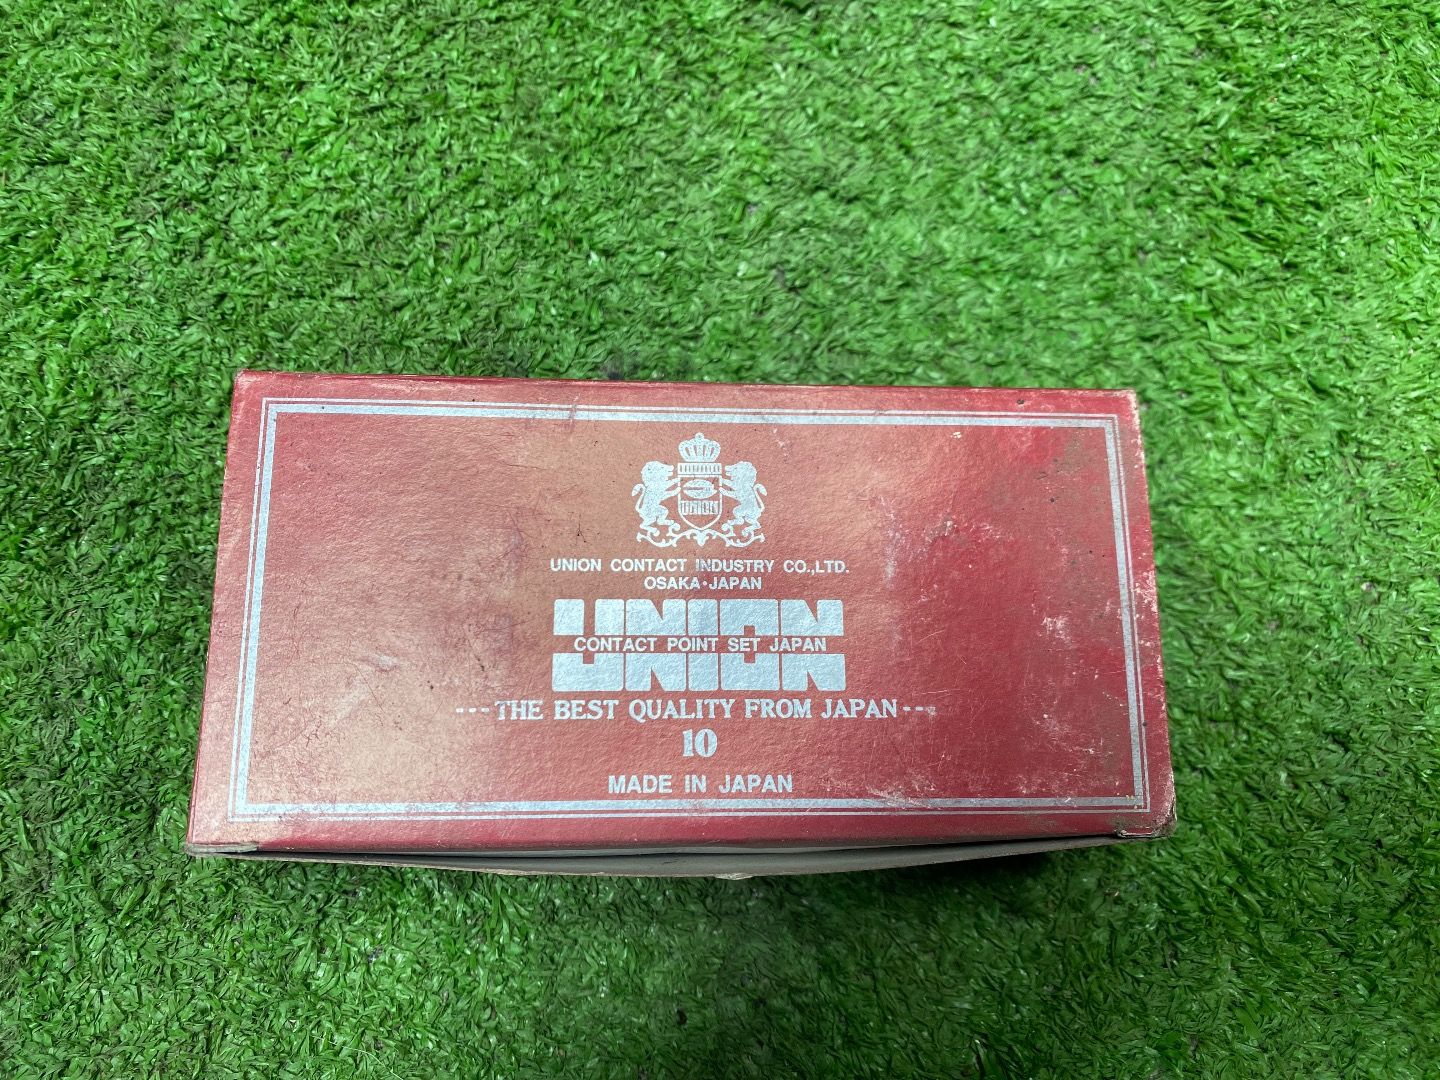 UNION
UNION CONTACT INDUSTRY CO.,LTD.
OSAKA·JAPAN
UNION
CONTACT POINT SET JAPAN
---THE BEST QUALITY FROM JAPAN---
10
MADE IN JAPAN